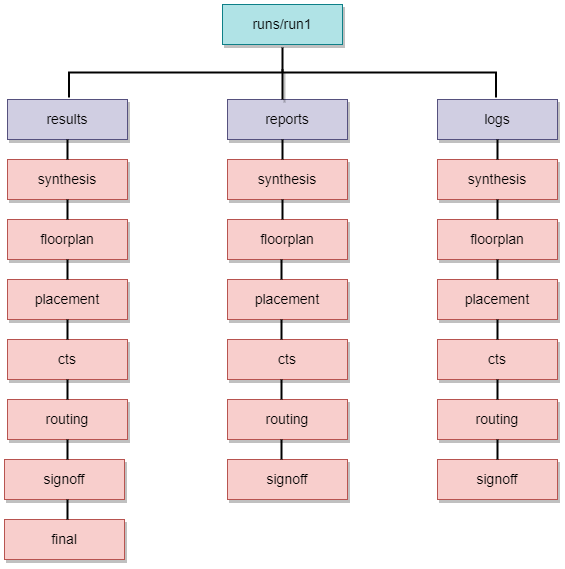 runs/run1
results
reports
logs
synthesis
synthesis
synthesis
floorplan
floorplan
floorplan
placement
placement
placement
cts
cts
cts
routing
routing
routing
signoff
signoff
signoff
final